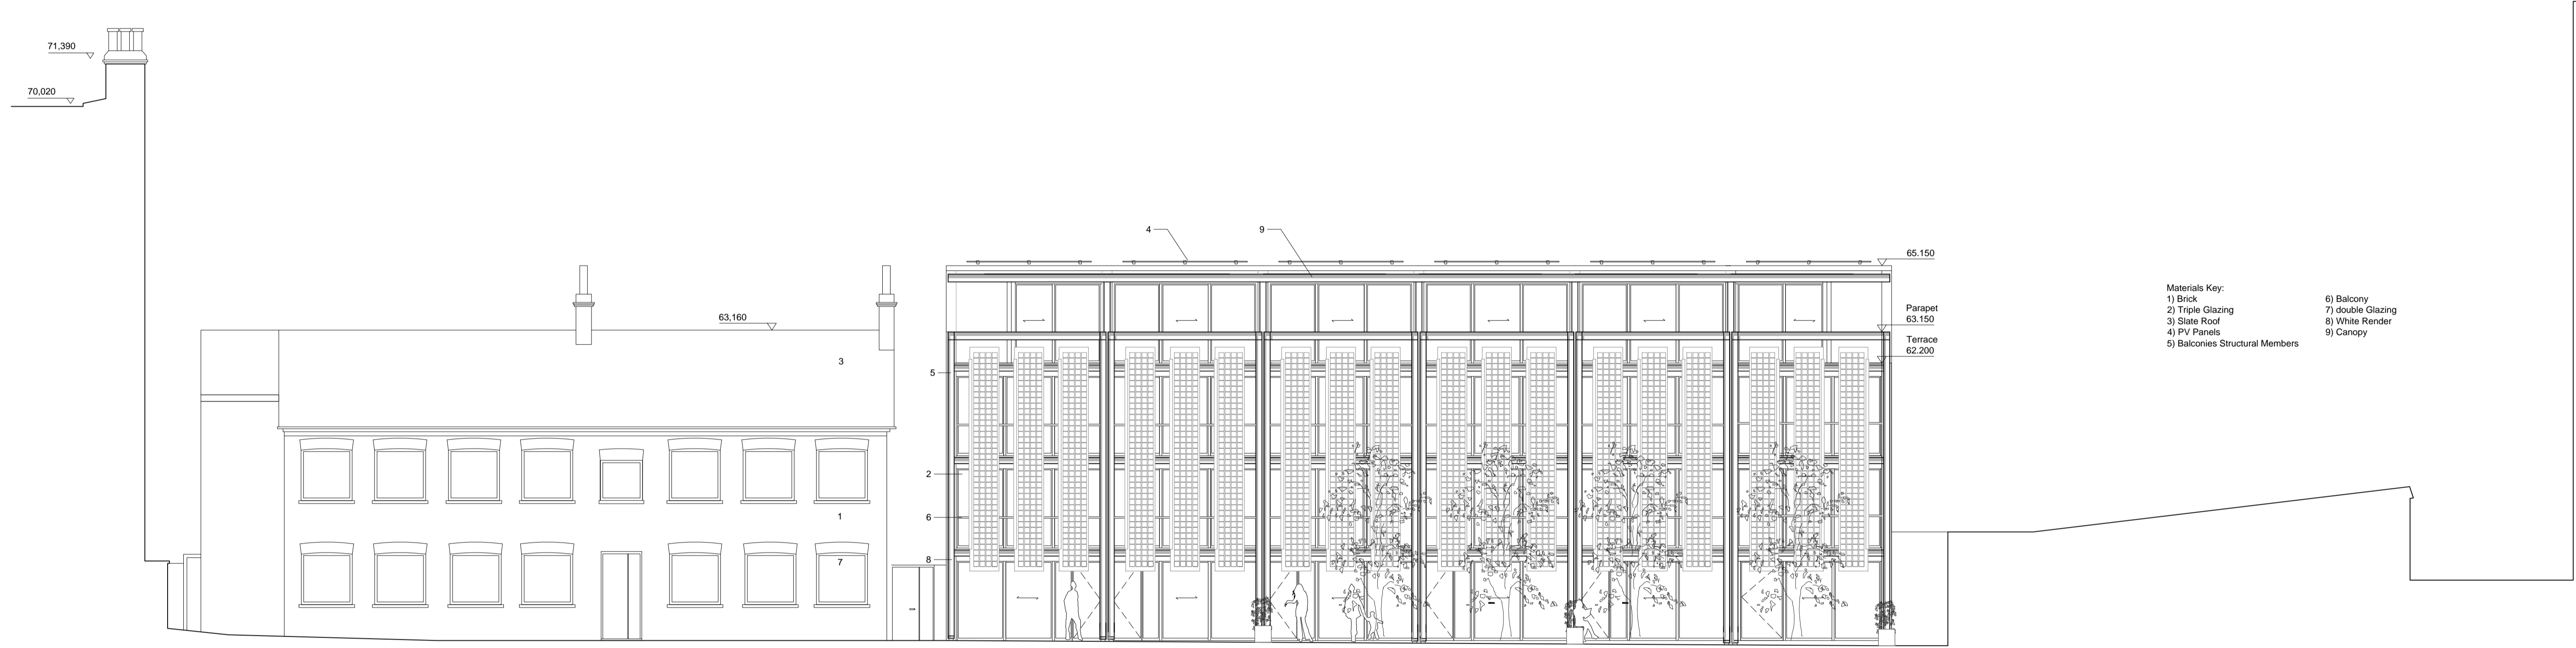 71,390
70,020
4
9
65.150
Parapet
63.150
Terrace
62.200
63,160
3
5
2
6
1
8
7
Materials Key:
1) Brick
2) Triple Glazing
3) Slate Roof
4) PV Panels
5) Balconies Structural Members
6) Balcony
7) double Glazing
8) White Render
9) Canopy